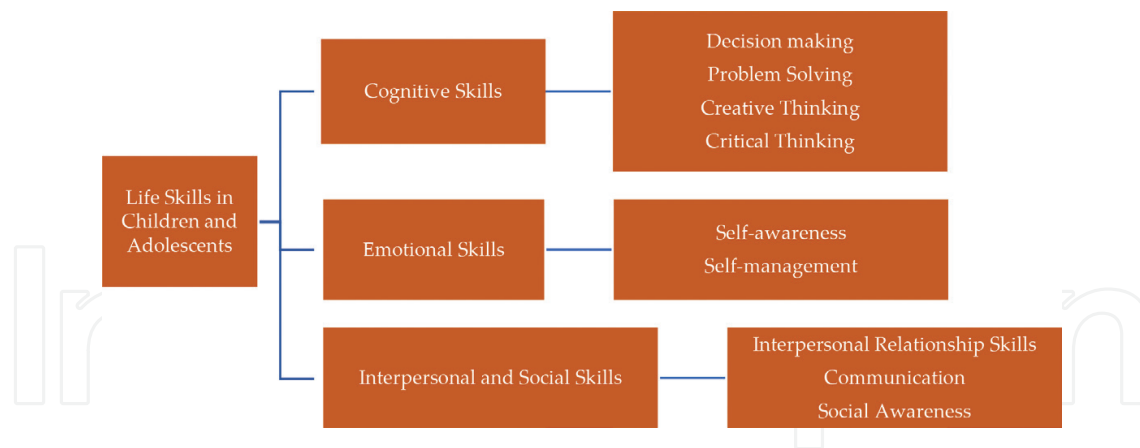 Life Skills in
Children and
Adolescents
Cognitive Skills
Decision making
Problem Solving
Creative Thinking
Critical Thinking
Emotional Skills
Self-awareness
Self-management
Interpersonal and Social Skills
Interpersonal Relationship Skills
Communication
Social Awareness